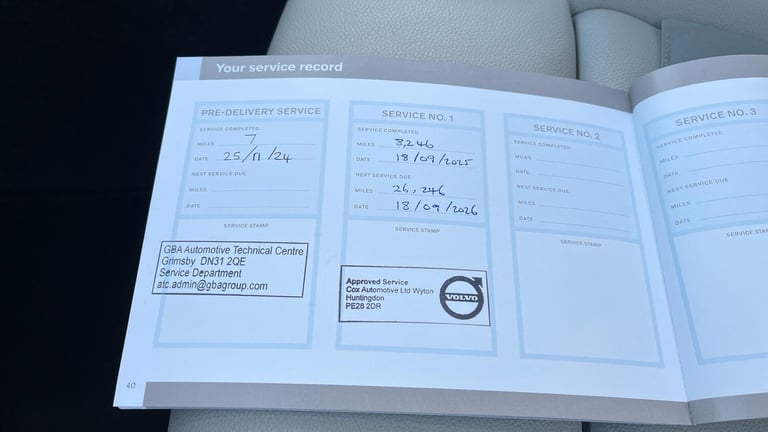 Your service record
PRE-DELIVERY SERVICE
SERVICE COMPLETED
MILES 7
DATE 25/11/24
NEXT SERVICE DUE
MILES
DATE
SERVICE STAMP
GBA Automotive Technical Centre
Grimsby DN31 2QE
Service Department
atc.admin@gbagroup.com
SERVICE NO. 1
SERVICE COMPLETED
MILES 8,246
DATE 18/09/2025
NEXT SERVICE DUE
MILES 26,246
DATE 18/09/2026
SERVICE STAMP
Approved Service
Cox Automotive Ltd Wyton
Huntingdon
PE28 2DR
VOLVO
SERVICE NO. 2
SERVICE COMPLETED
MILES
DATE
NEXT SERVICE DUE
MILES
DATE
SERVICE STAMP
SERVICE NO. 3
SERVICE COMPLETED
MILES
DATE
NEXT SERVICE DUE
MILES
DATE
SERVICE
40